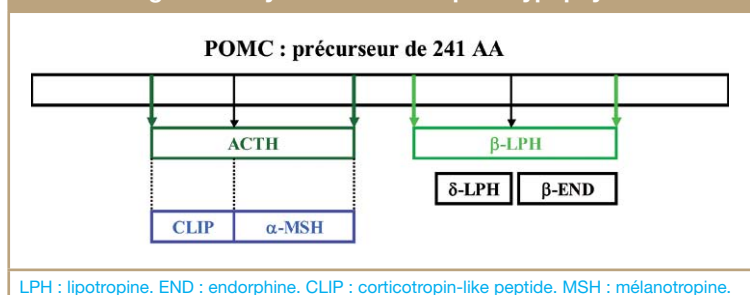 POMC : précurseur de 241 AA
ACTH
β-LPH
δ-LPH
β-END
CLIP
α-MSH
LPH : lipotropine. END : endorphine. CLIP : corticotropin-like peptide. MSH : mélanotropine.